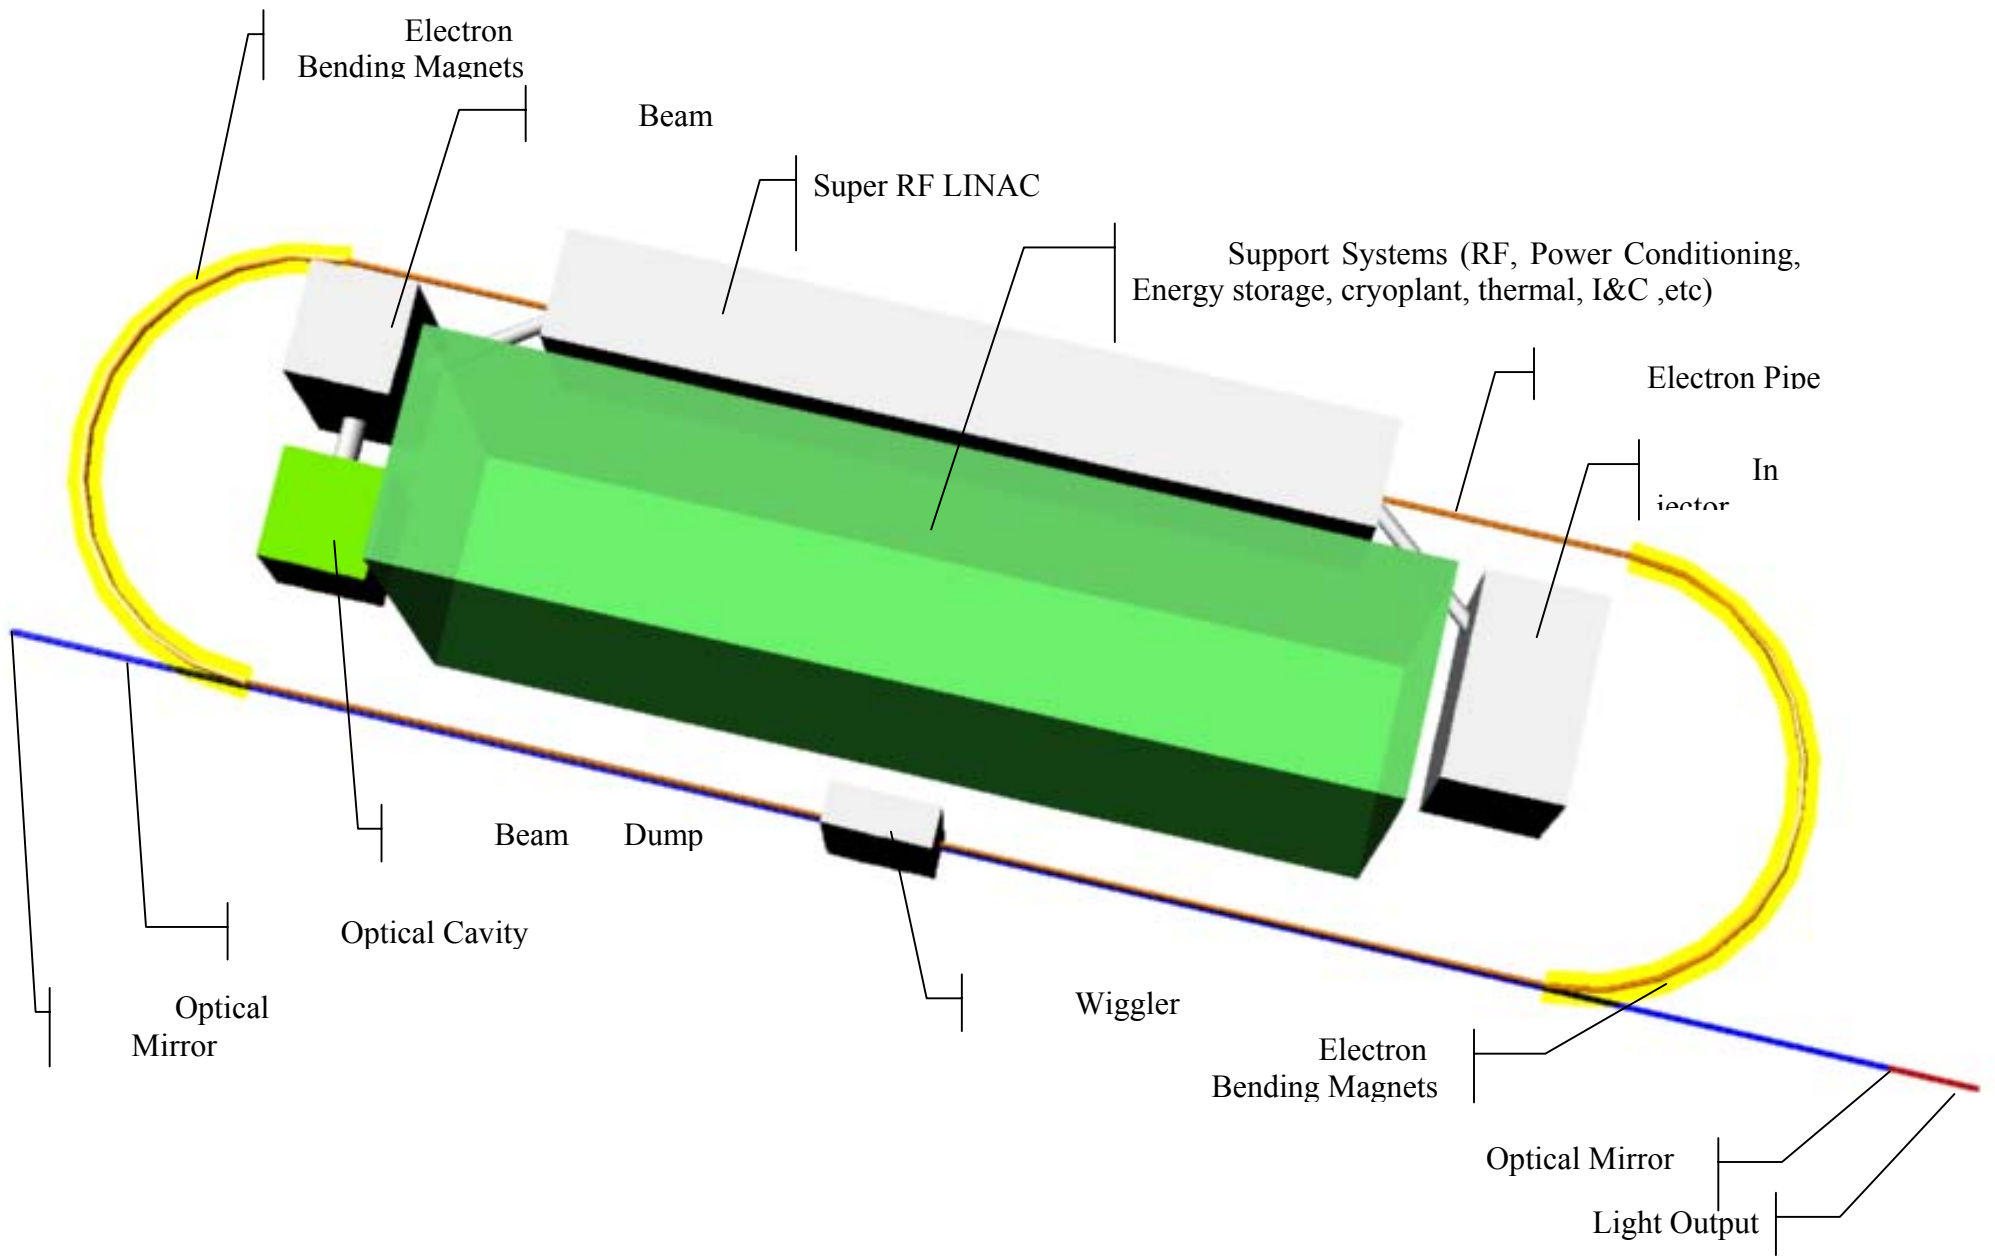 Electron
Bending Magnets
Beam
Super RF LINAC
Support Systems (RF, Power Conditioning,
Energy storage, cryoplant, thermal, I&C ,etc)
Electron Pipe
In
jector
Beam Dump
Optical Cavity
Optical
Mirror
Wiggler
Electron
Bending Magnets
Optical Mirror
Light Output